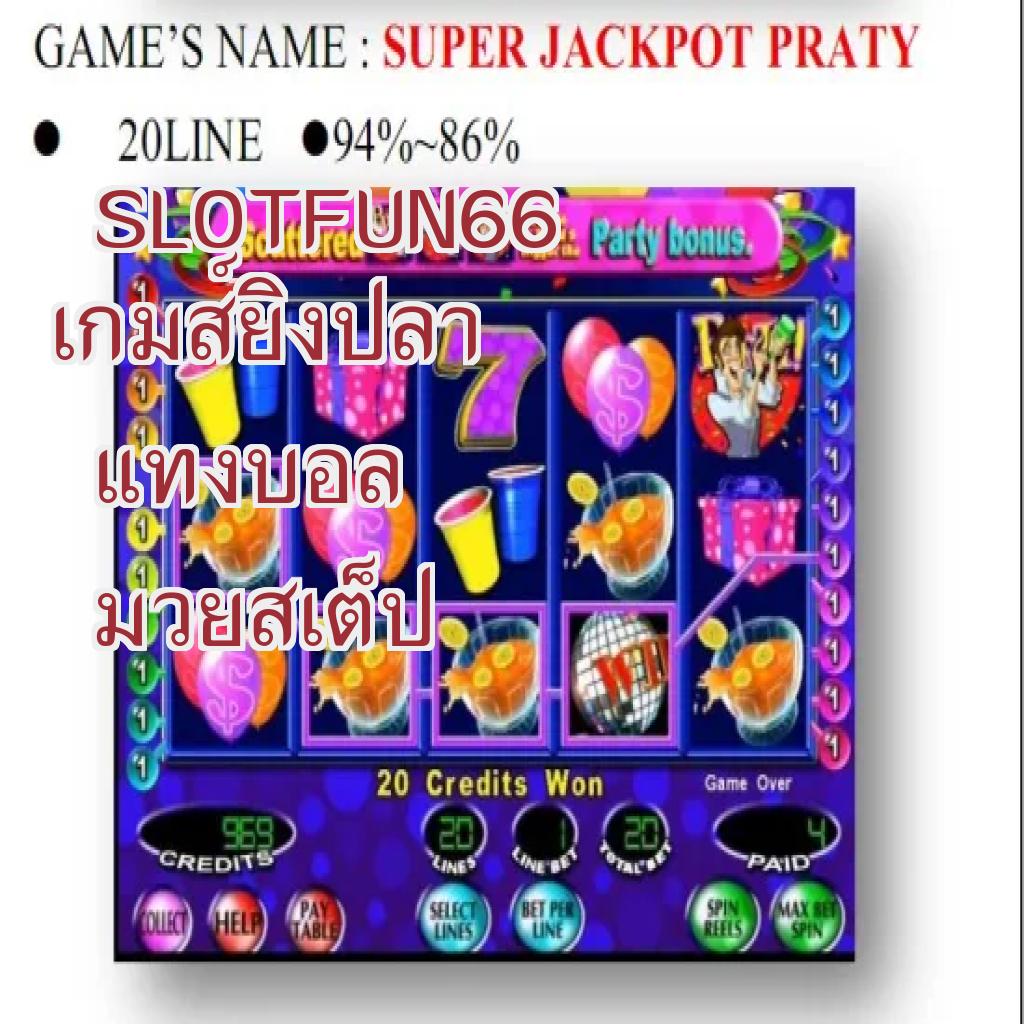 GAME'S NAME : SUPER JACKPOT PRATY
● 20LINE ●94%~86%
SLOTFUN66
Scattered Party bonus.
เกมส์ยิงปลา
แทงบอล
มวยสเต็ป
20 Credits Won
Game Over
969 20 1 20 4
CREDITS LINES LINE BET TOTAL BET PAID
COLLECT HELP PAY TABLE SELECT LINES BET PER LINE SPIN REELS MAX BET SPIN